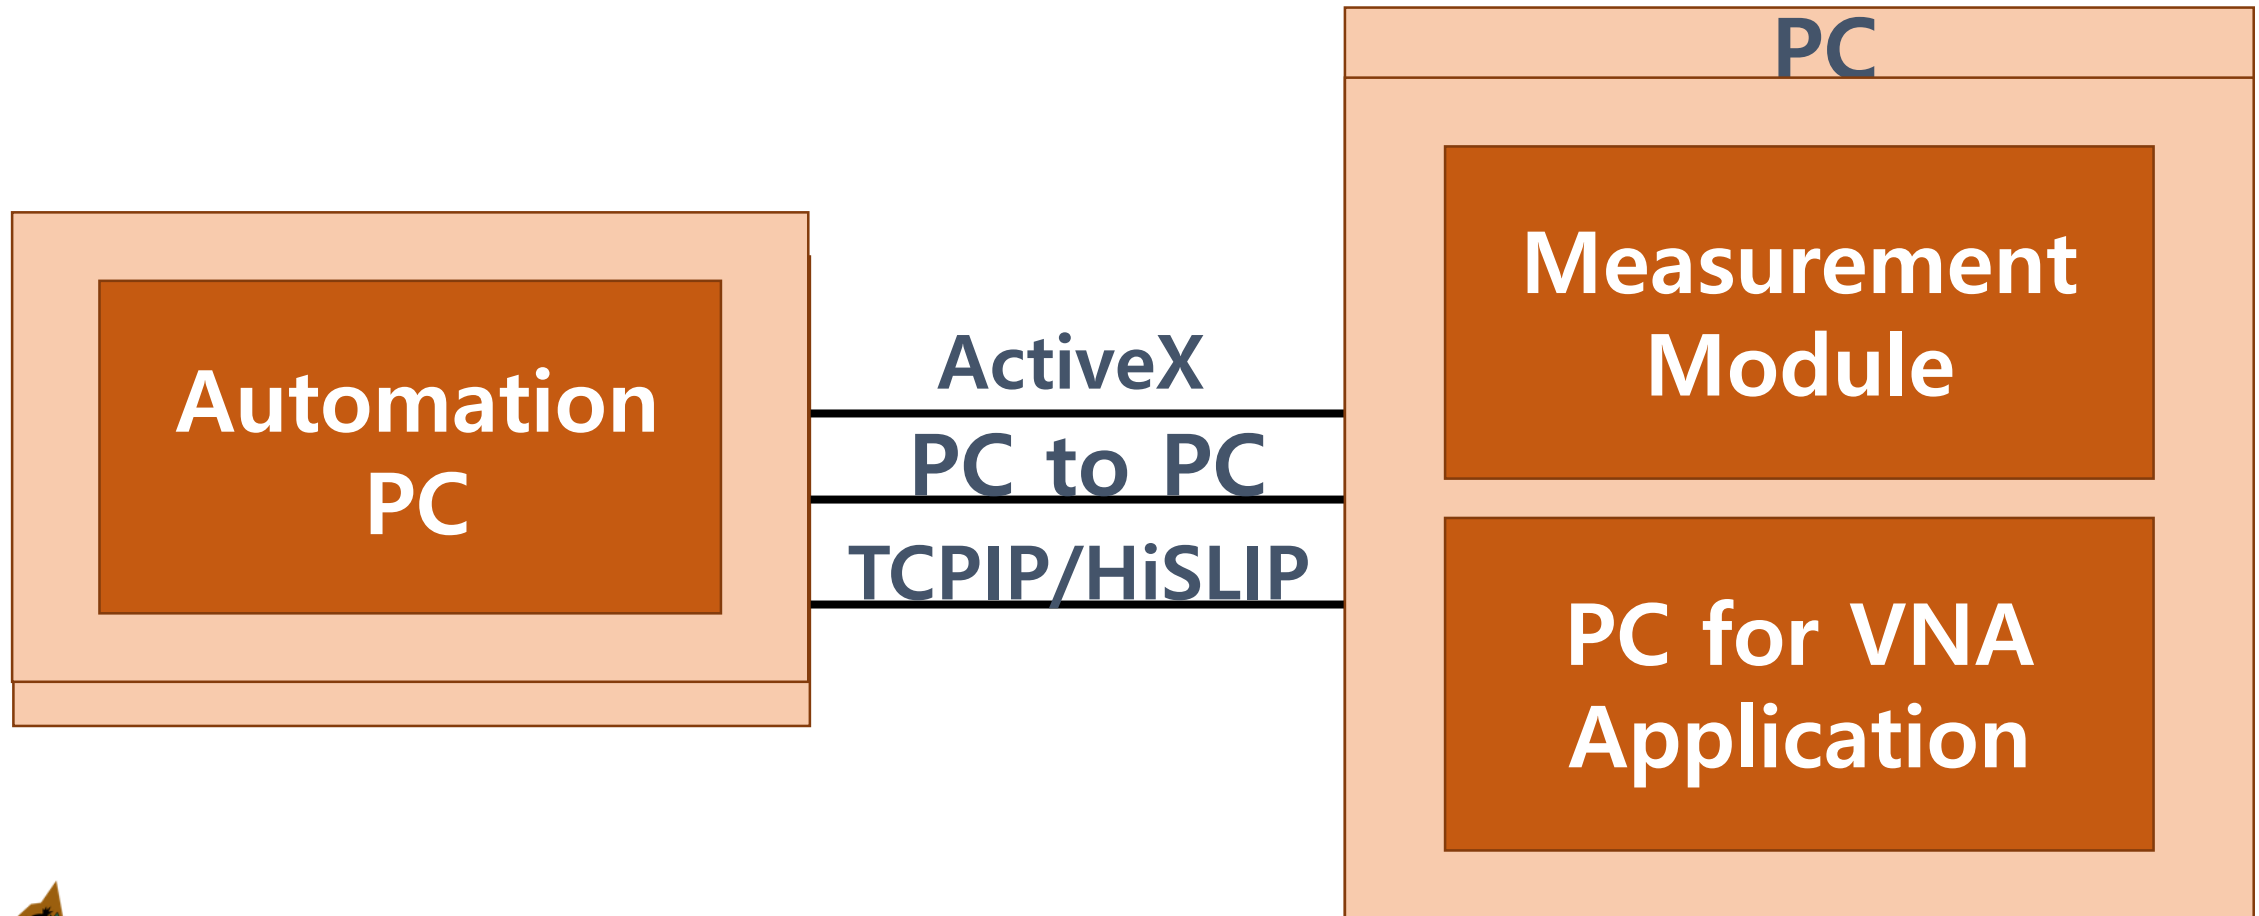 PC
Measurement
Module
Automation
PC
ActiveX
PC to PC
TCPIP/HiSLIP
PC for VNA
Application